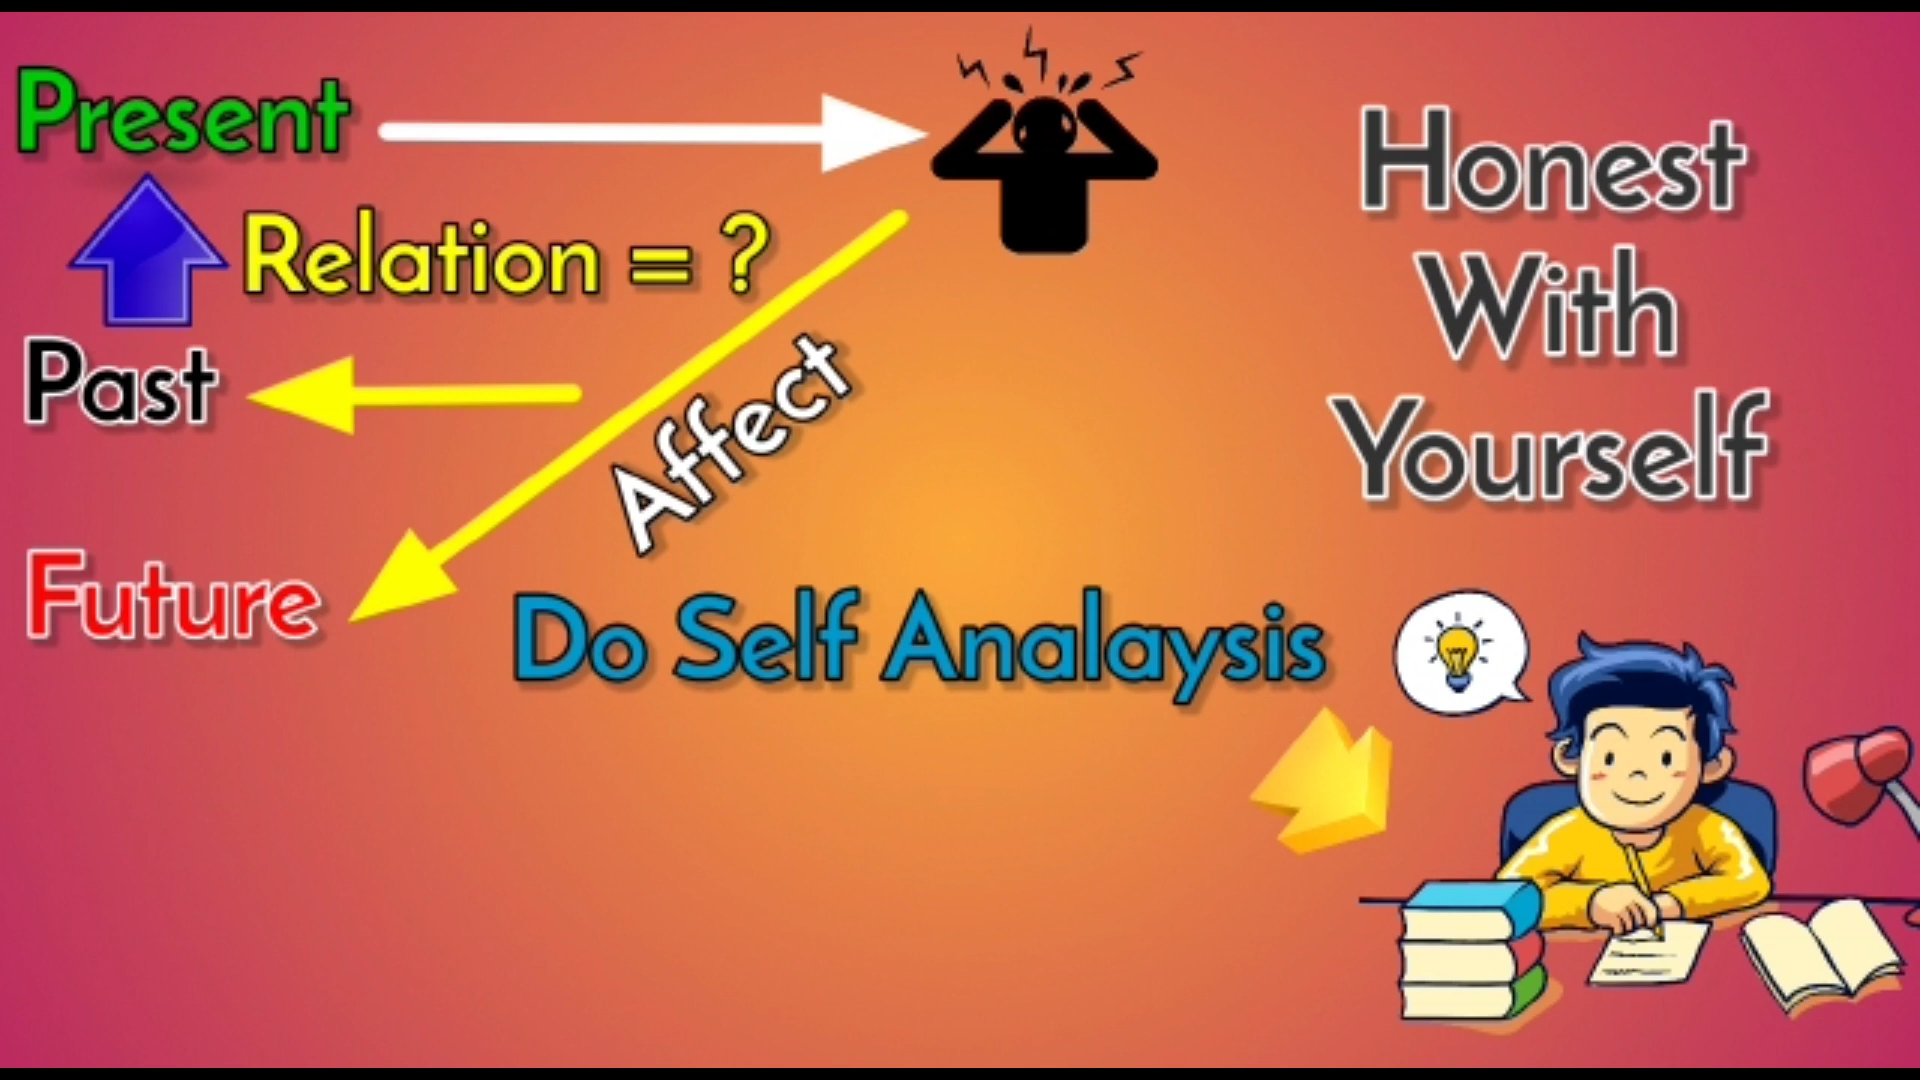 Present
Relation = ?
Past
Affect
Future
Honest
With
Yourself
Do Self Analaysis